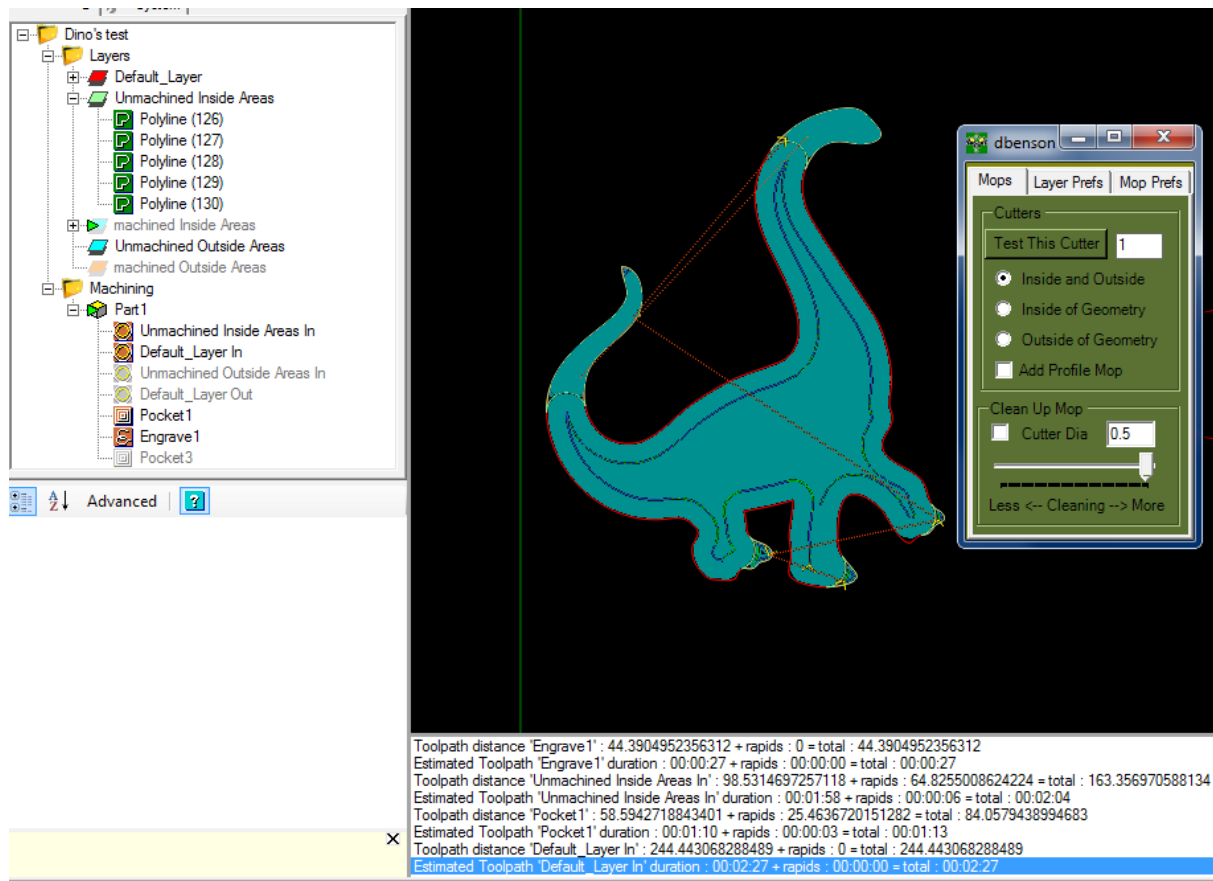 Dino's test
Layers
Default_Layer
Unmachined Inside Areas
Polyline (126)
Polyline (127)
Polyline (128)
Polyline (129)
Polyline (130)
machined Inside Areas
Unmachined Outside Areas
machined Outside Areas
Machining
Part1
Unmachined Inside Areas In
Default_Layer In
Unmachined Outside Areas In
Default_Layer Out
Pocket1
Engrave1
Pocket3
Advanced
dbenson
Mops Layer Prefs Mop Prefs
Cutters
Test This Cutter 1
Inside and Outside
Inside of Geometry
Outside of Geometry
Add Profile Mop
Clean Up Mop
Cutter Dia 0.5
Less <-- Cleaning --> More
Toolpath distance 'Engrave1' : 44.3904952356312 + rapids : 0 = total : 44.3904952356312
Estimated Toolpath 'Engrave1' duration : 00:00:27 + rapids : 00:00:00 = total : 00:00:27
Toolpath distance 'Unmachined Inside Areas In' : 98.5314697257118 + rapids : 64.8255008624224 = total : 163.356970588134
Estimated Toolpath 'Unmachined Inside Areas In' duration : 00:01:58 + rapids : 00:00:06 = total : 00:02:04
Toolpath distance 'Pocket1' : 58.5942718843401 + rapids : 25.4636720151282 = total : 84.0579438994683
Estimated Toolpath 'Pocket1' duration : 00:01:10 + rapids : 00:00:03 = total : 00:01:13
Toolpath distance 'Default_Layer In' : 244.443068288489 + rapids : 0 = total : 244.443068288489
Estimated Toolpath 'Default_Layer In' duration : 00:02:27 + rapids : 00:00:00 = total : 00:02:27